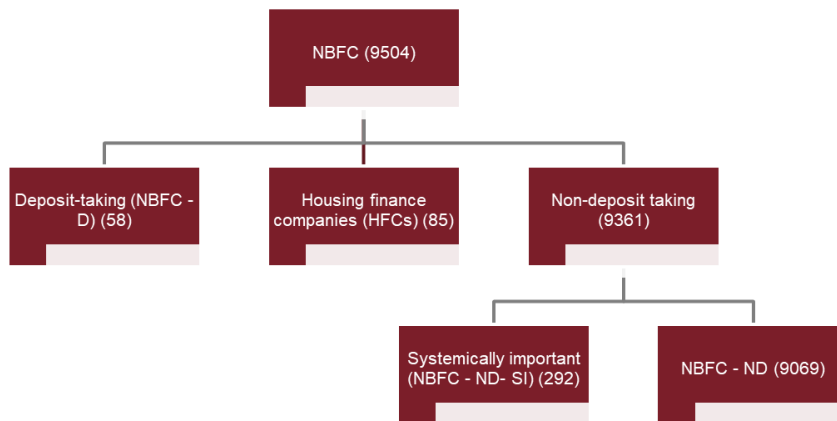 NBFC (9504)
Deposit-taking (NBFC -
D) (58)
Housing finance
companies (HFCs) (85)
Non-deposit taking
(9361)
Systemically important
(NBFC - ND- SI) (292)
NBFC - ND (9069)